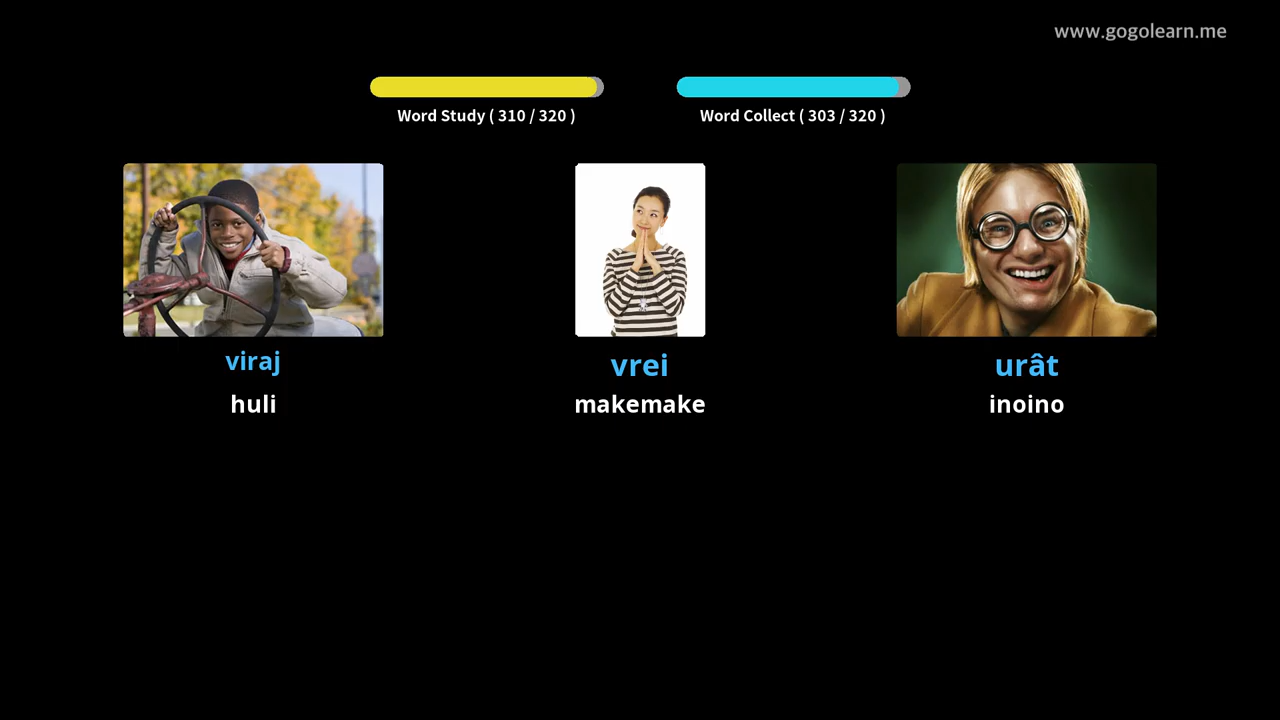 www.gogolearn.me
Word Study ( 310 / 320 )
Word Collect ( 303 / 320 )
viraj
vrei
urât
huli
makemake
inoino